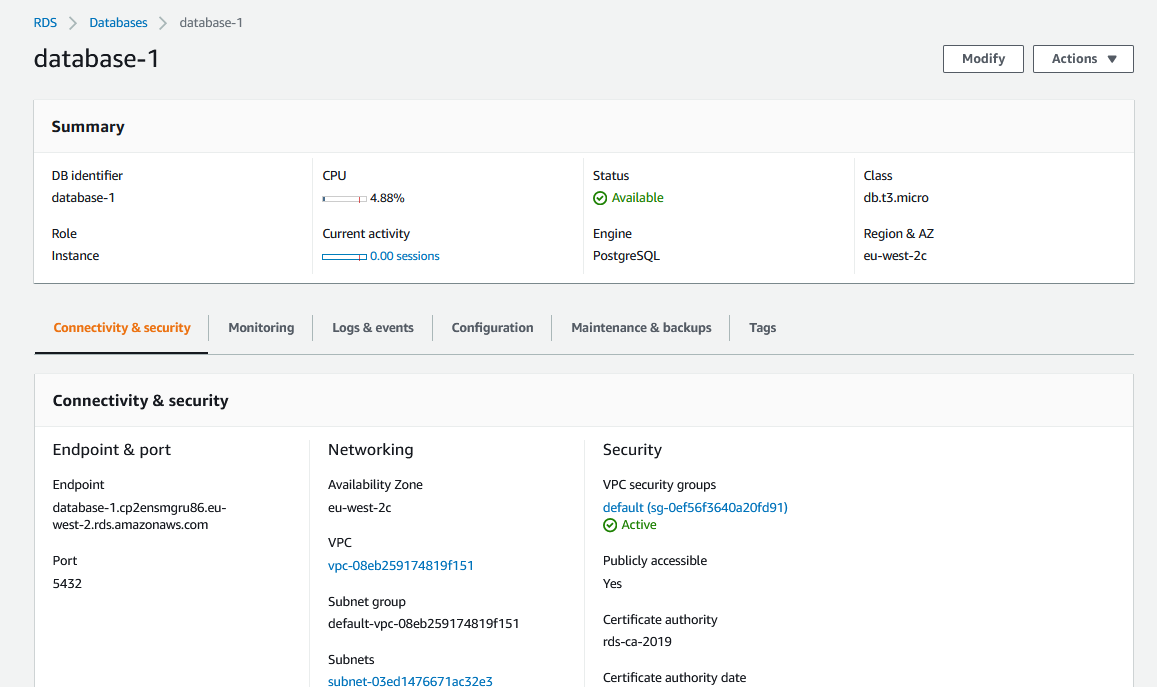 RDS > Databases > database-1
database-1
Modify
Actions
Summary
DB identifier
database-1
CPU
4.88%
Status
Available
Class
db.t3.micro
Role
Instance
Current activity
0.00 sessions
Engine
PostgreSQL
Region & AZ
eu-west-2c
Connectivity & security
Monitoring
Logs & events
Configuration
Maintenance & backups
Tags
Connectivity & security
Endpoint & port
Endpoint
database-1.cp2ensmgru86.eu-
west-2.rds.amazonaws.com
Port
5432
Networking
Availability Zone
eu-west-2c
VPC
vpc-08eb259174819f151
Subnet group
default-vpc-08eb259174819f151
Subnets
subnet-03ed1476671ac32e3
Security
VPC security groups
default (sg-0ef56f3640a20fd91)
Active
Publicly accessible
Yes
Certificate authority
rds-ca-2019
Certificate authority date